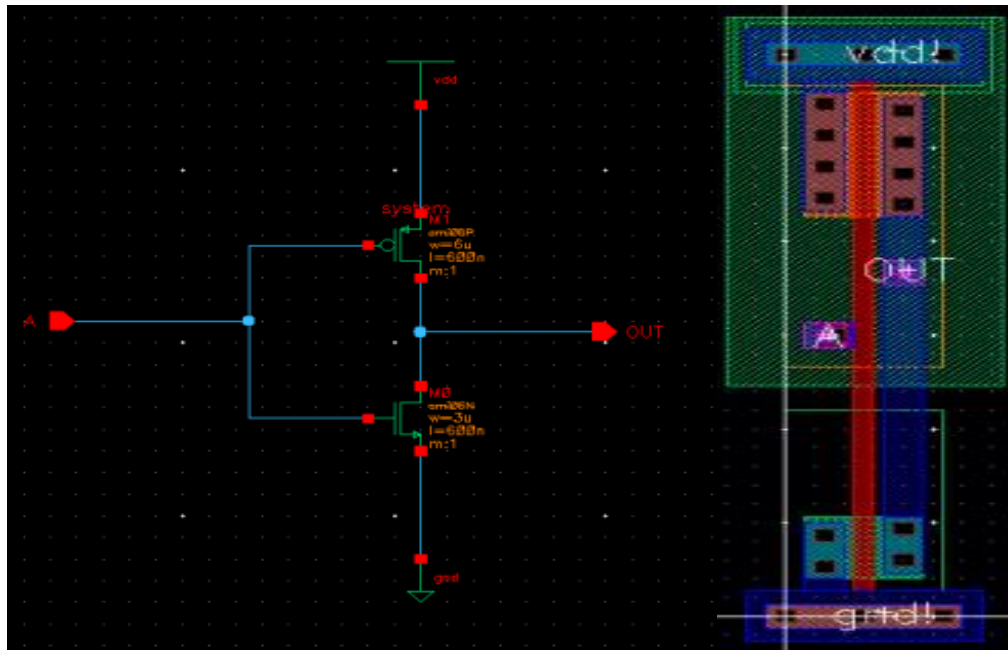 vdd
system
M1
ami06P
w=6u
l=600n
m:1
A
OUT
M0
ami06N
w=3u
l=600n
m:1
gnd
vdd!
OUT
A
gnd!